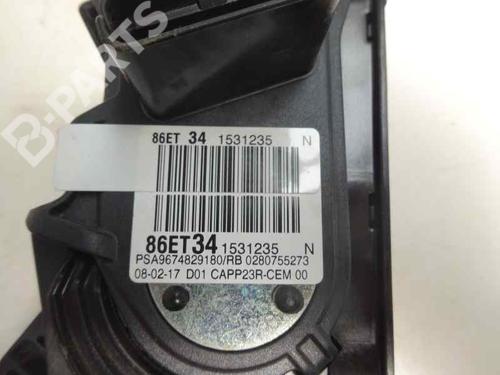 B-PARTS
86ET 34 1531235 N
86ET34 1531235 N
PSA9674829180/RB 0280755273
08-02-17 D01 CAPP23R-CEM 00